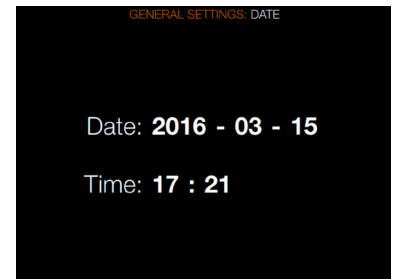 GENERAL SETTINGS: DATE
Date: 2016 - 03 - 15
Time: 17 : 21